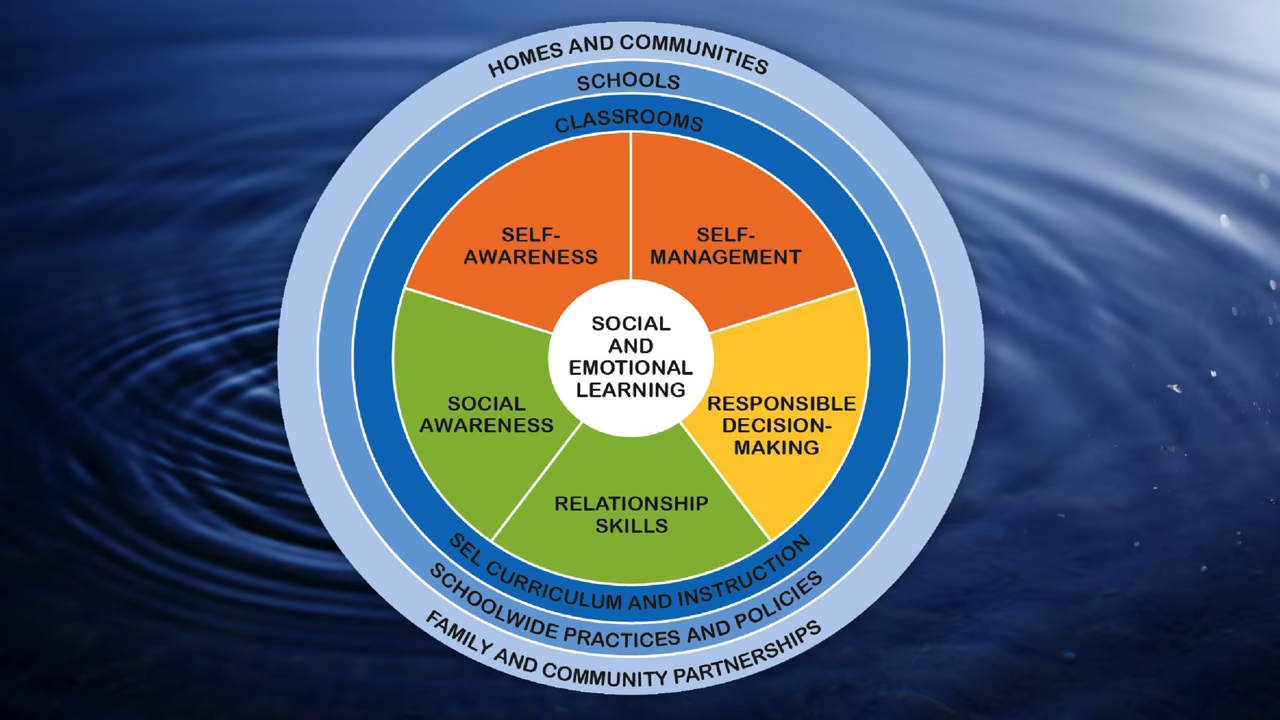 HOMES AND COMMUNITIES
SCHOOLS
CLASSROOMS
SELF-
AWARENESS
SELF-
MANAGEMENT
SOCIAL
AND
EMOTIONAL
LEARNING
SOCIAL
AWARENESS
RESPONSIBLE
DECISION-
MAKING
RELATIONSHIP
SKILLS
SEL CURRICULUM AND INSTRUCTION
SCHOOLWIDE PRACTICES AND POLICIES
FAMILY AND COMMUNITY PARTNERSHIPS